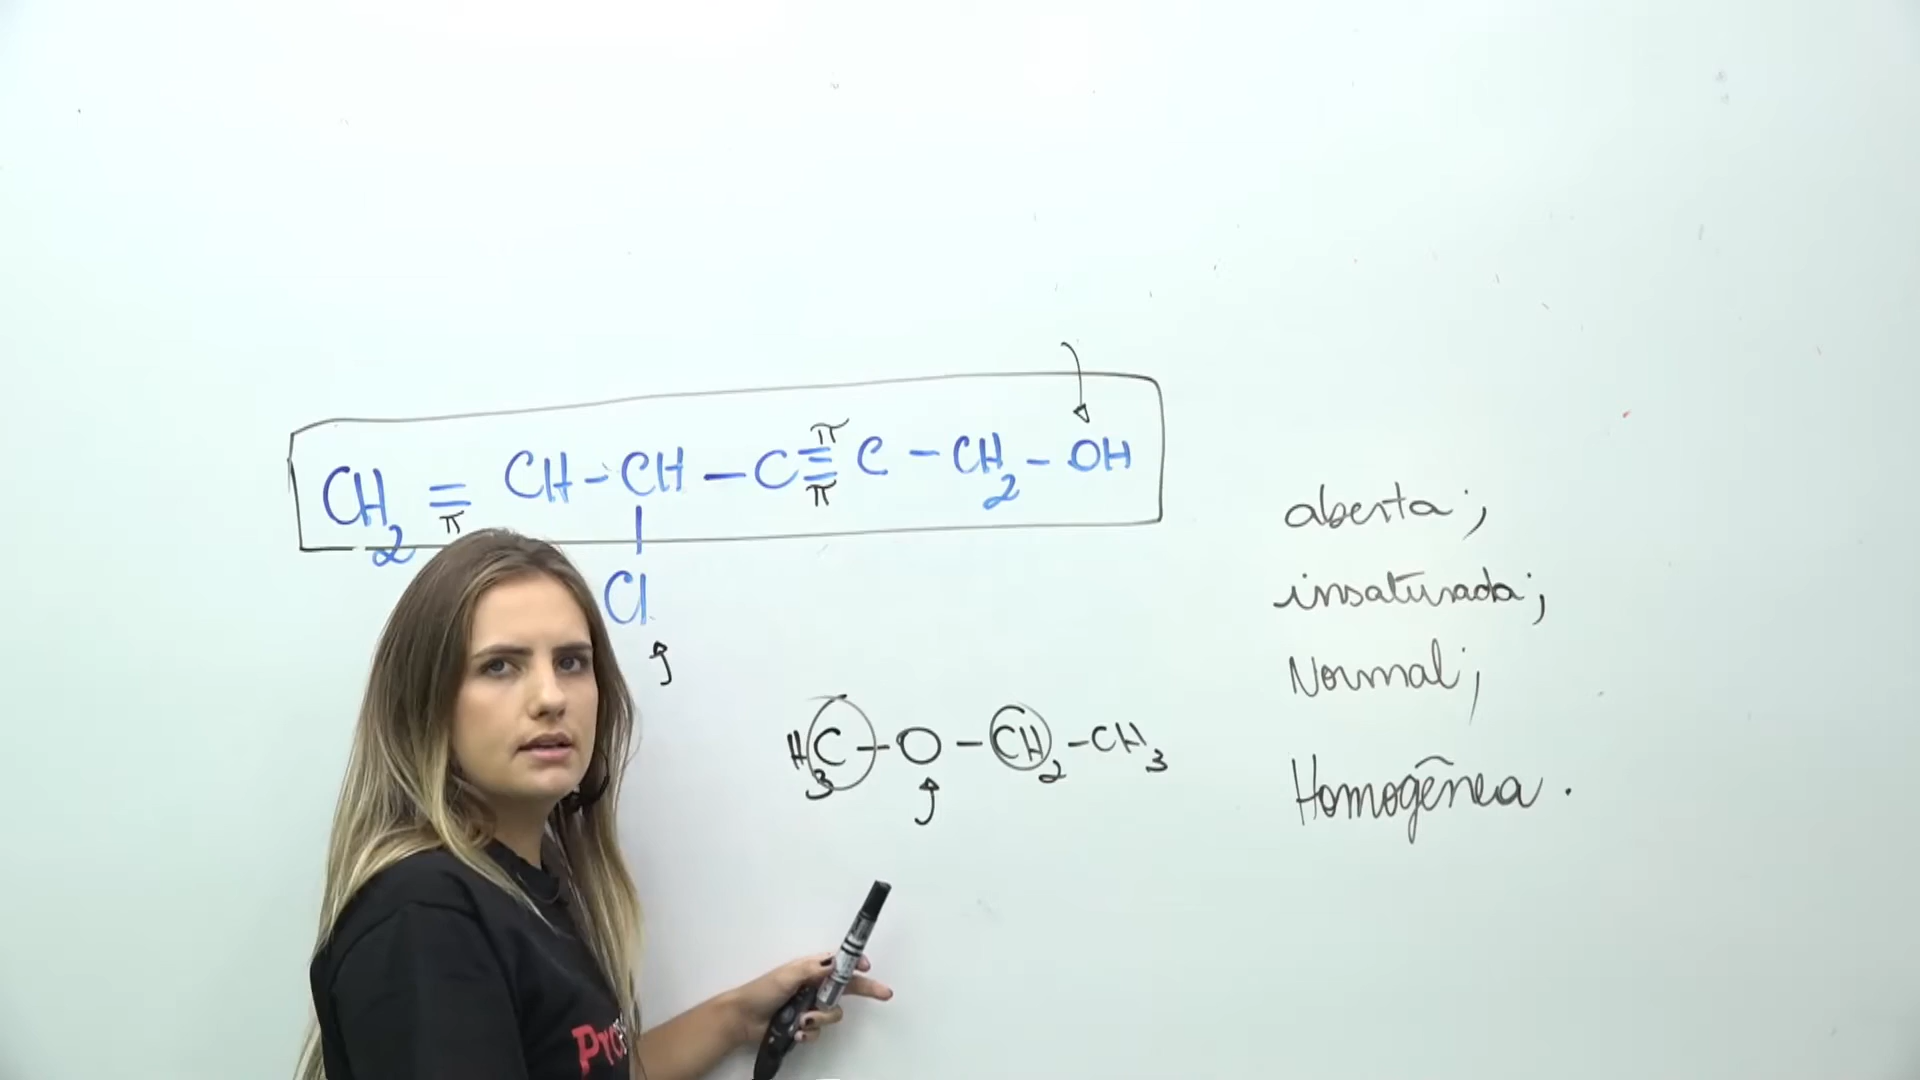 π
CH2 = CH - CH - C ≡ C - CH2 - OH
π π
Cl
H3C - O - CH2 - CH3
aberta;
insaturada;
Normal;
Homogênea.